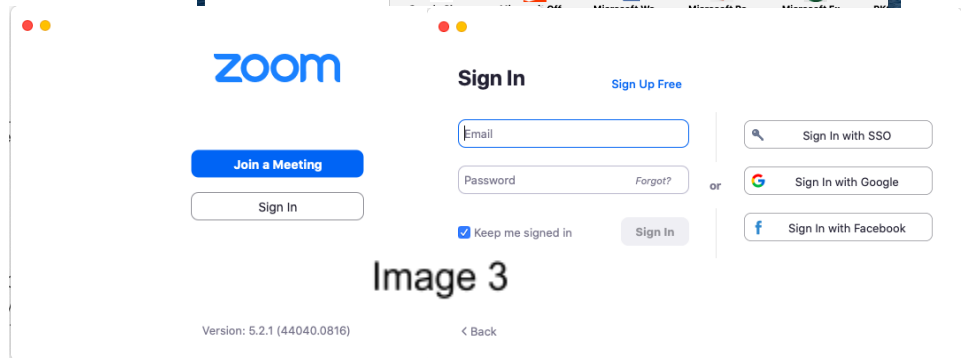 zoom
Join a Meeting
Sign In
Version: 5.2.1 (44040.0816)
Sign In
Sign Up Free
Email
Password
Forgot?
Keep me signed in
Sign In
or
Sign In with SSO
Sign In with Google
Sign In with Facebook
Image 3
< Back